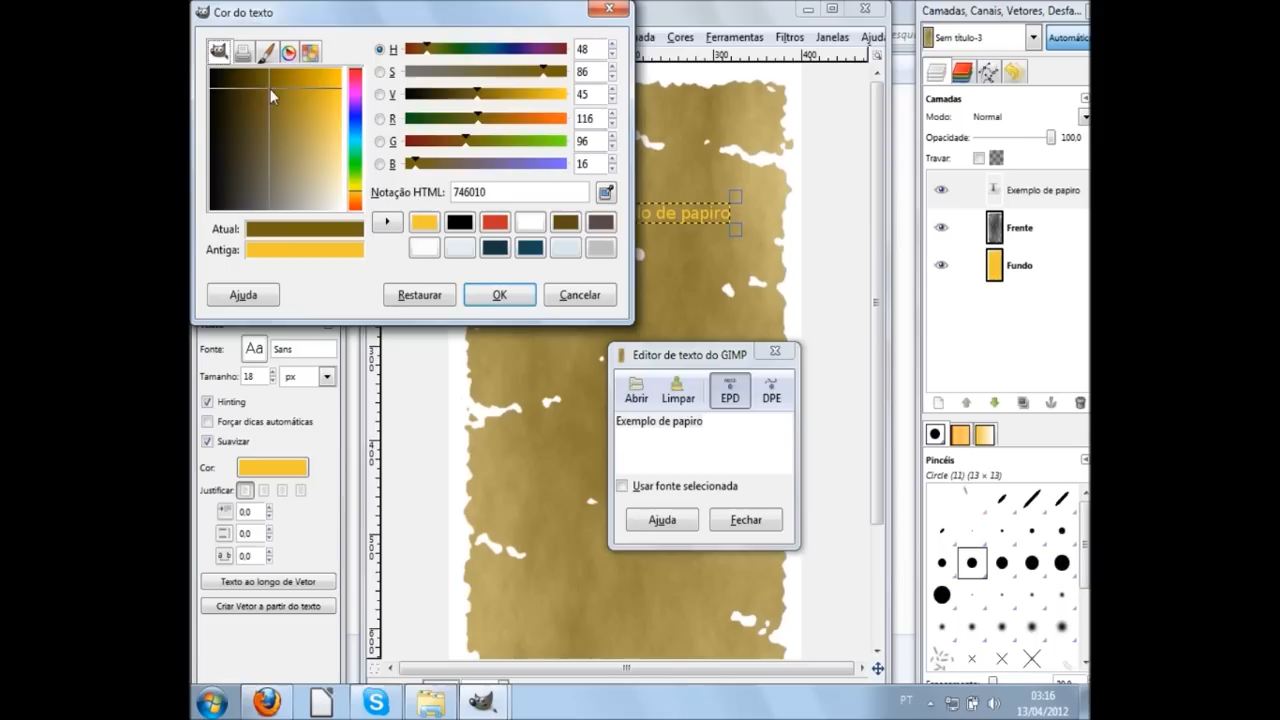 Cor do texto
H 48
S 86
V 45
R 116
G 96
B 16
Notação HTML: 746010
Atual:
Antiga:
Ajuda Restaurar OK Cancelar
Cores Ferramentas Filtros Janelas Ajuda
300 400
lo de papiro
Camadas, Canais, Vetores, Desfa...
Sem título-3 Automátic
Camadas
Modo: Normal
Opacidade: 100,0
Travar:
Exemplo de papiro
Frente
Fundo
Fonte: Aa Sans
Tamanho: 18 px
Hinting
Forçar dicas automáticas
Suavizar
Cor:
Justificar:
0,0
0,0
0,0
Texto ao longo de Vetor
Criar Vetor a partir do texto
Editor de texto do GIMP
Abrir Limpar EPD DPE
Exemplo de papiro
Usar fonte selecionada
Ajuda Fechar
Pincéis
Circle (11) (13 × 13)
PT
03:16
13/04/2012